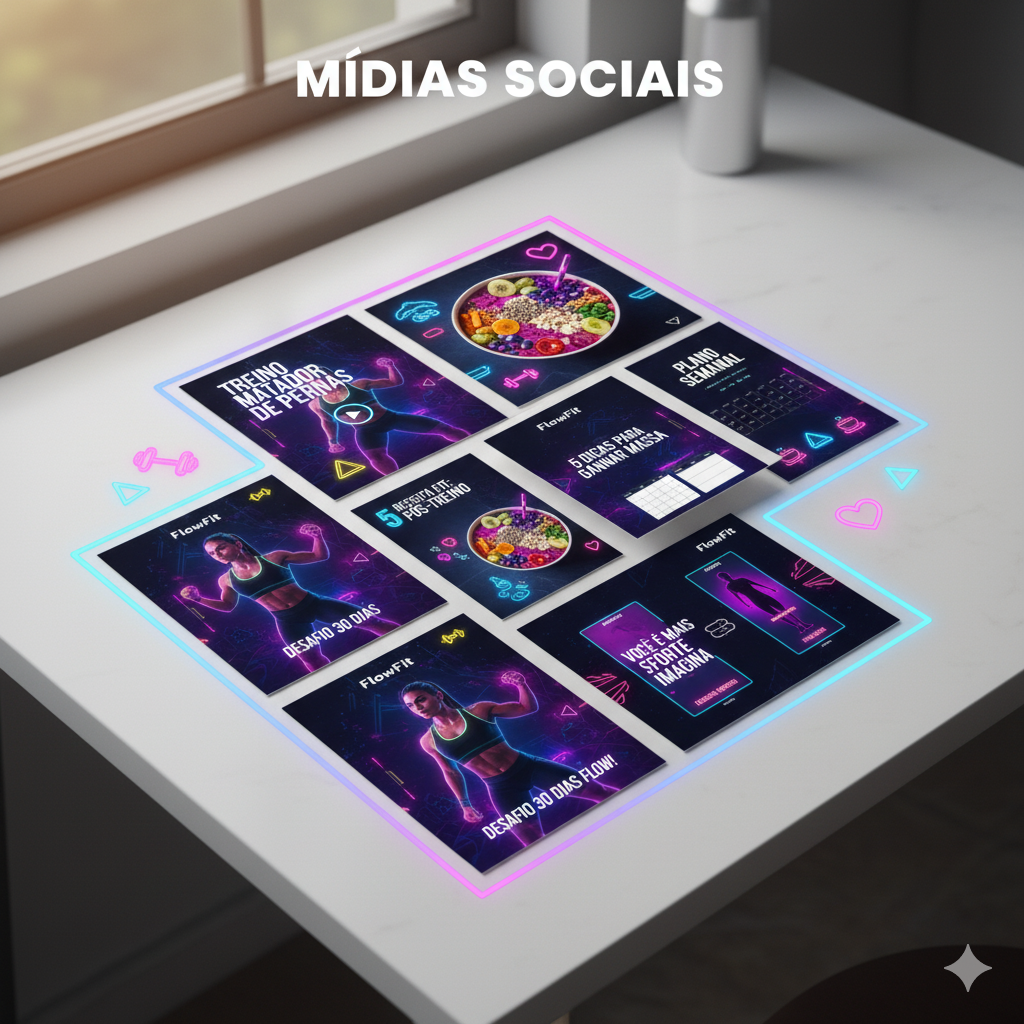 MÍDIAS SOCIAIS
TREINO
MATADOR
DE PERNAS
PLANO
SEMANAL
FlowFit
5 DICAS PARA
GANHAR MASSA
5
FIT:
PÓS-TREINO
FlowFit
DESAFIO 30 DIAS
FlowFit
VOCÊ É MAIS
SFORTE
IMAGINA
FlowFit
DESAFIO 30 DIAS FLOW!